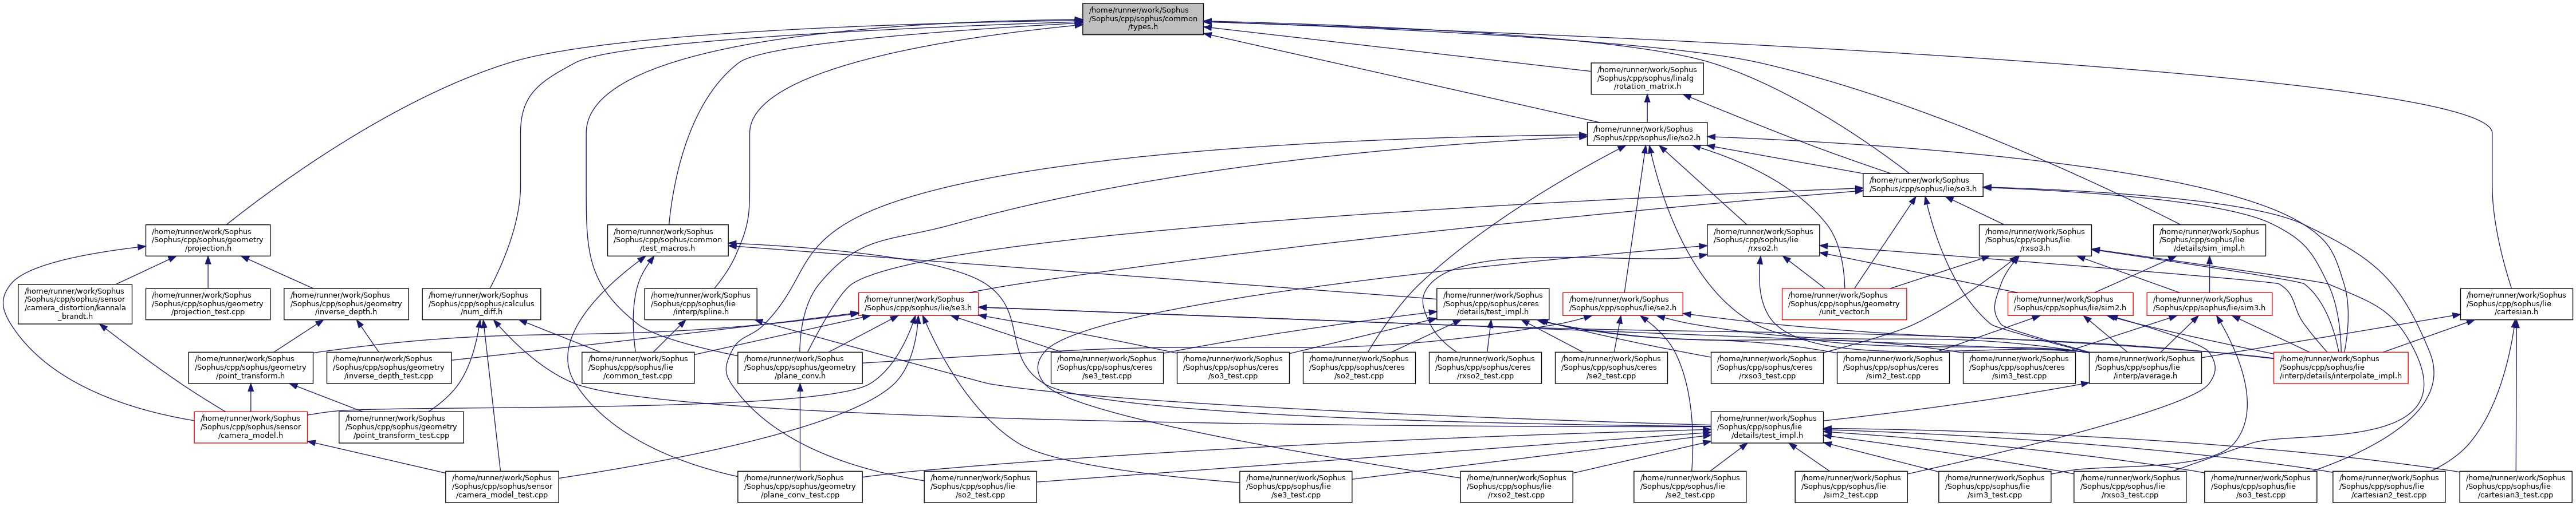 /home/runner/work/Sophus
/Sophus/cpp/sophus/common
/types.h
/home/runner/work/Sophus
/Sophus/cpp/sophus/linalg
/rotation_matrix.h
/home/runner/work/Sophus
/Sophus/cpp/sophus/lie/so2.h
/home/runner/work/Sophus
/Sophus/cpp/sophus/lie/so3.h
/home/runner/work/Sophus
/Sophus/cpp/sophus/geometry
/projection.h
/home/runner/work/Sophus
/Sophus/cpp/sophus/common
/test_macros.h
/home/runner/work/Sophus
/Sophus/cpp/sophus/lie
/rxso2.h
/home/runner/work/Sophus
/Sophus/cpp/sophus/lie
/rxso3.h
/home/runner/work/Sophus
/Sophus/cpp/sophus/lie
/details/sim_impl.h
/home/runner/work/Sophus
/Sophus/cpp/sophus/sensor
/camera_distortion/kannala
_brandt.h
/home/runner/work/Sophus
/Sophus/cpp/sophus/geometry
/projection_test.cpp
/home/runner/work/Sophus
/Sophus/cpp/sophus/geometry
/inverse_depth.h
/home/runner/work/Sophus
/Sophus/cpp/sophus/calculus
/num_diff.h
/home/runner/work/Sophus
/Sophus/cpp/sophus/lie
/interp/spline.h
/home/runner/work/Sophus
/Sophus/cpp/sophus/lie/se3.h
/home/runner/work/Sophus
/Sophus/cpp/sophus/ceres
/details/test_impl.h
/home/runner/work/Sophus
/Sophus/cpp/sophus/lie/se2.h
/home/runner/work/Sophus
/Sophus/cpp/sophus/geometry
/unit_vector.h
/home/runner/work/Sophus
/Sophus/cpp/sophus/lie/sim2.h
/home/runner/work/Sophus
/Sophus/cpp/sophus/lie/sim3.h
/home/runner/work/Sophus
/Sophus/cpp/sophus/lie
/cartesian.h
/home/runner/work/Sophus
/Sophus/cpp/sophus/geometry
/point_transform.h
/home/runner/work/Sophus
/Sophus/cpp/sophus/geometry
/inverse_depth_test.cpp
/home/runner/work/Sophus
/Sophus/cpp/sophus/lie
/common_test.cpp
/home/runner/work/Sophus
/Sophus/cpp/sophus/geometry
/plane_conv.h
/home/runner/work/Sophus
/Sophus/cpp/sophus/ceres
/se3_test.cpp
/home/runner/work/Sophus
/Sophus/cpp/sophus/ceres
/so3_test.cpp
/home/runner/work/Sophus
/Sophus/cpp/sophus/ceres
/so2_test.cpp
/home/runner/work/Sophus
/Sophus/cpp/sophus/ceres
/rxso2_test.cpp
/home/runner/work/Sophus
/Sophus/cpp/sophus/ceres
/se2_test.cpp
/home/runner/work/Sophus
/Sophus/cpp/sophus/ceres
/rxso3_test.cpp
/home/runner/work/Sophus
/Sophus/cpp/sophus/ceres
/sim2_test.cpp
/home/runner/work/Sophus
/Sophus/cpp/sophus/ceres
/sim3_test.cpp
/home/runner/work/Sophus
/Sophus/cpp/sophus/lie
/interp/average.h
/home/runner/work/Sophus
/Sophus/cpp/sophus/lie
/interp/details/interpolate_impl.h
/home/runner/work/Sophus
/Sophus/cpp/sophus/sensor
/camera_model.h
/home/runner/work/Sophus
/Sophus/cpp/sophus/geometry
/point_transform_test.cpp
/home/runner/work/Sophus
/Sophus/cpp/sophus/lie
/details/test_impl.h
/home/runner/work/Sophus
/Sophus/cpp/sophus/sensor
/camera_model_test.cpp
/home/runner/work/Sophus
/Sophus/cpp/sophus/geometry
/plane_conv_test.cpp
/home/runner/work/Sophus
/Sophus/cpp/sophus/lie
/so2_test.cpp
/home/runner/work/Sophus
/Sophus/cpp/sophus/lie
/se3_test.cpp
/home/runner/work/Sophus
/Sophus/cpp/sophus/lie
/rxso2_test.cpp
/home/runner/work/Sophus
/Sophus/cpp/sophus/lie
/se2_test.cpp
/home/runner/work/Sophus
/Sophus/cpp/sophus/lie
/sim2_test.cpp
/home/runner/work/Sophus
/Sophus/cpp/sophus/lie
/sim3_test.cpp
/home/runner/work/Sophus
/Sophus/cpp/sophus/lie
/rxso3_test.cpp
/home/runner/work/Sophus
/Sophus/cpp/sophus/lie
/so3_test.cpp
/home/runner/work/Sophus
/Sophus/cpp/sophus/lie
/cartesian2_test.cpp
/home/runner/work/Sophus
/Sophus/cpp/sophus/lie
/cartesian3_test.cpp